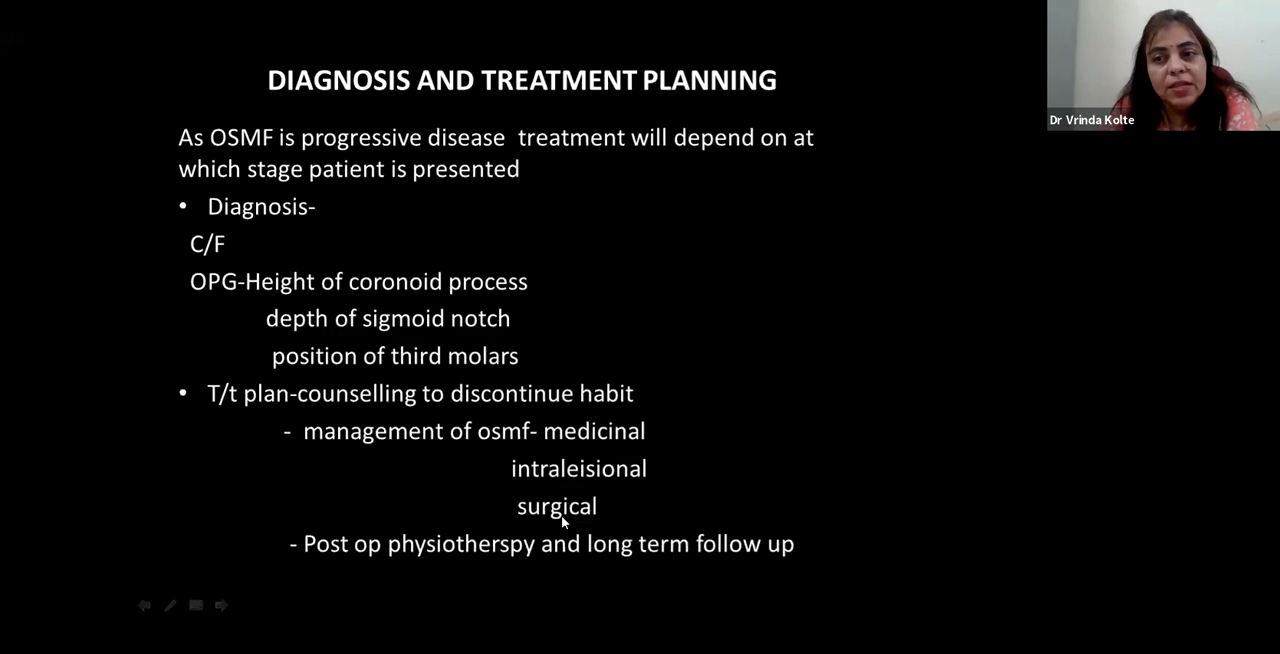 DIAGNOSIS AND TREATMENT PLANNING
Dr Vrinda Kolte
As OSMF is progressive disease treatment will depend on at
which stage patient is presented
• Diagnosis-
C/F
OPG-Height of coronoid process
depth of sigmoid notch
position of third molars
• T/t plan-counselling to discontinue habit
- management of osmf- medicinal
intraleisional
surgical
- Post op physiotherspy and long term follow up